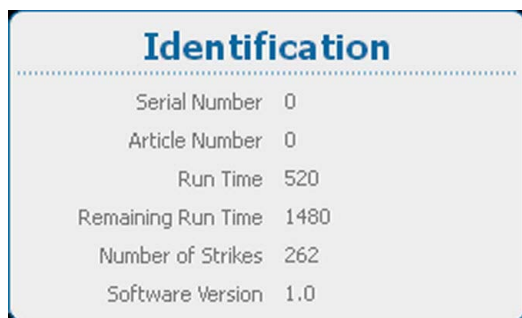 Identification
Serial Number 0
Article Number 0
Run Time 520
Remaining Run Time 1480
Number of Strikes 262
Software Version 1.0